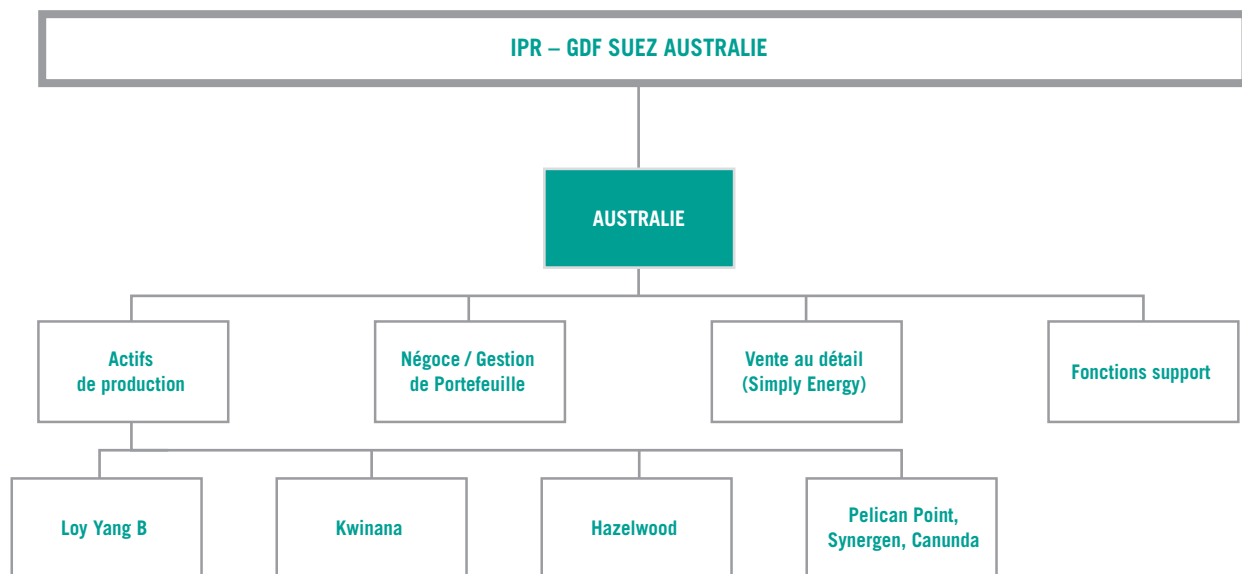 IPR – GDF SUEZ AUSTRALIE
AUSTRALIE
Actifs
de production
Négoce / Gestion
de Portefeuille
Vente au détail
(Simply Energy)
Fonctions support
Loy Yang B
Kwinana
Hazelwood
Pelican Point,
Synergen, Canunda